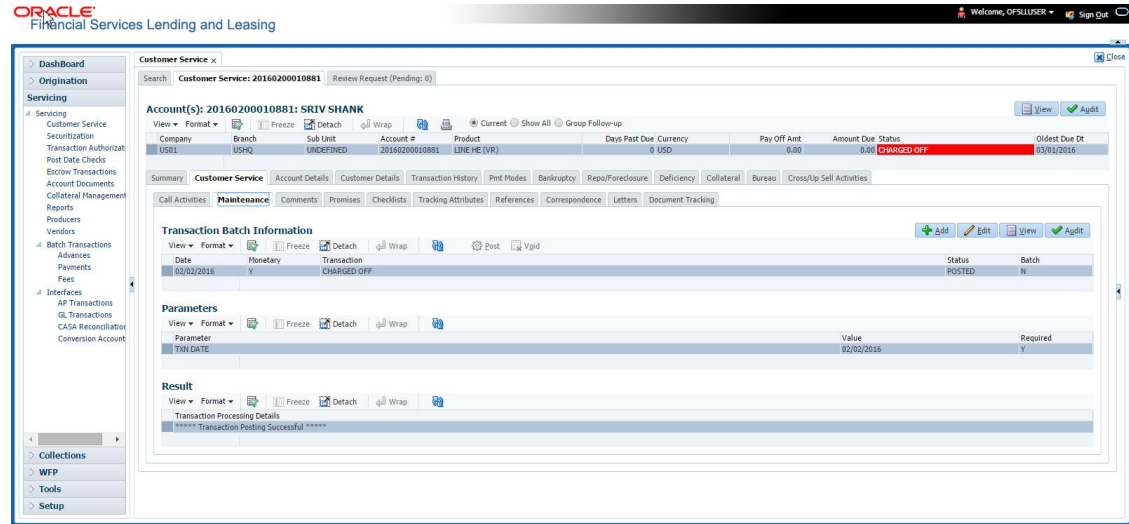 ORACLE
Financial Services Lending and Leasing
Welcome, OFSLLUSER Sign Out
DashBoard
Origination
Servicing
Servicing
Customer Service
Securitization
Transaction Authorizat
Post Date Checks
Escrow Transactions
Account Documents
Collateral Management
Reports
Producers
Vendors
Batch Transactions
Advances
Payments
Fees
Interfaces
AP Transactions
GL Transactions
CASA Reconciliation
Conversion Account
Collections
WFP
Tools
Setup
Customer Service x Close
Search Customer Service: 20160200010881 Review Request (Pending: 0)
Account(s): 20160200010881: SRIV SHANK View Audit
View Format Freeze Detach Wrap Current Show All Group Follow-up
Company Branch Sub Unit Account # Product Days Past Due Currency Pay Off Amt Amount Due Status Oldest Due Dt
US01 USHQ UNDEFINED 20160200010881 LINE HE (VR) 0 USD 0.00 0.00 CHARGED OFF 03/01/2016
Summary Customer Service Account Details Customer Details Transaction History Pmt Modes Bankruptcy Repo/Foreclosure Deficiency Collateral Bureau Cross/Up Sell Activities
Call Activities Maintenance Comments Promises Checklists Tracking Attributes References Correspondence Letters Document Tracking
Transaction Batch Information Add Edit View Audit
View Format Freeze Detach Wrap Post Void
Date Monetary Transaction Status Batch
02/02/2016 Y CHARGED OFF POSTED N
Parameters
View Format Freeze Detach Wrap
Parameter Value Required
TXN DATE 02/02/2016 Y
Result
View Format Freeze Detach Wrap
Transaction Processing Details
***** Transaction Posting Successful *****